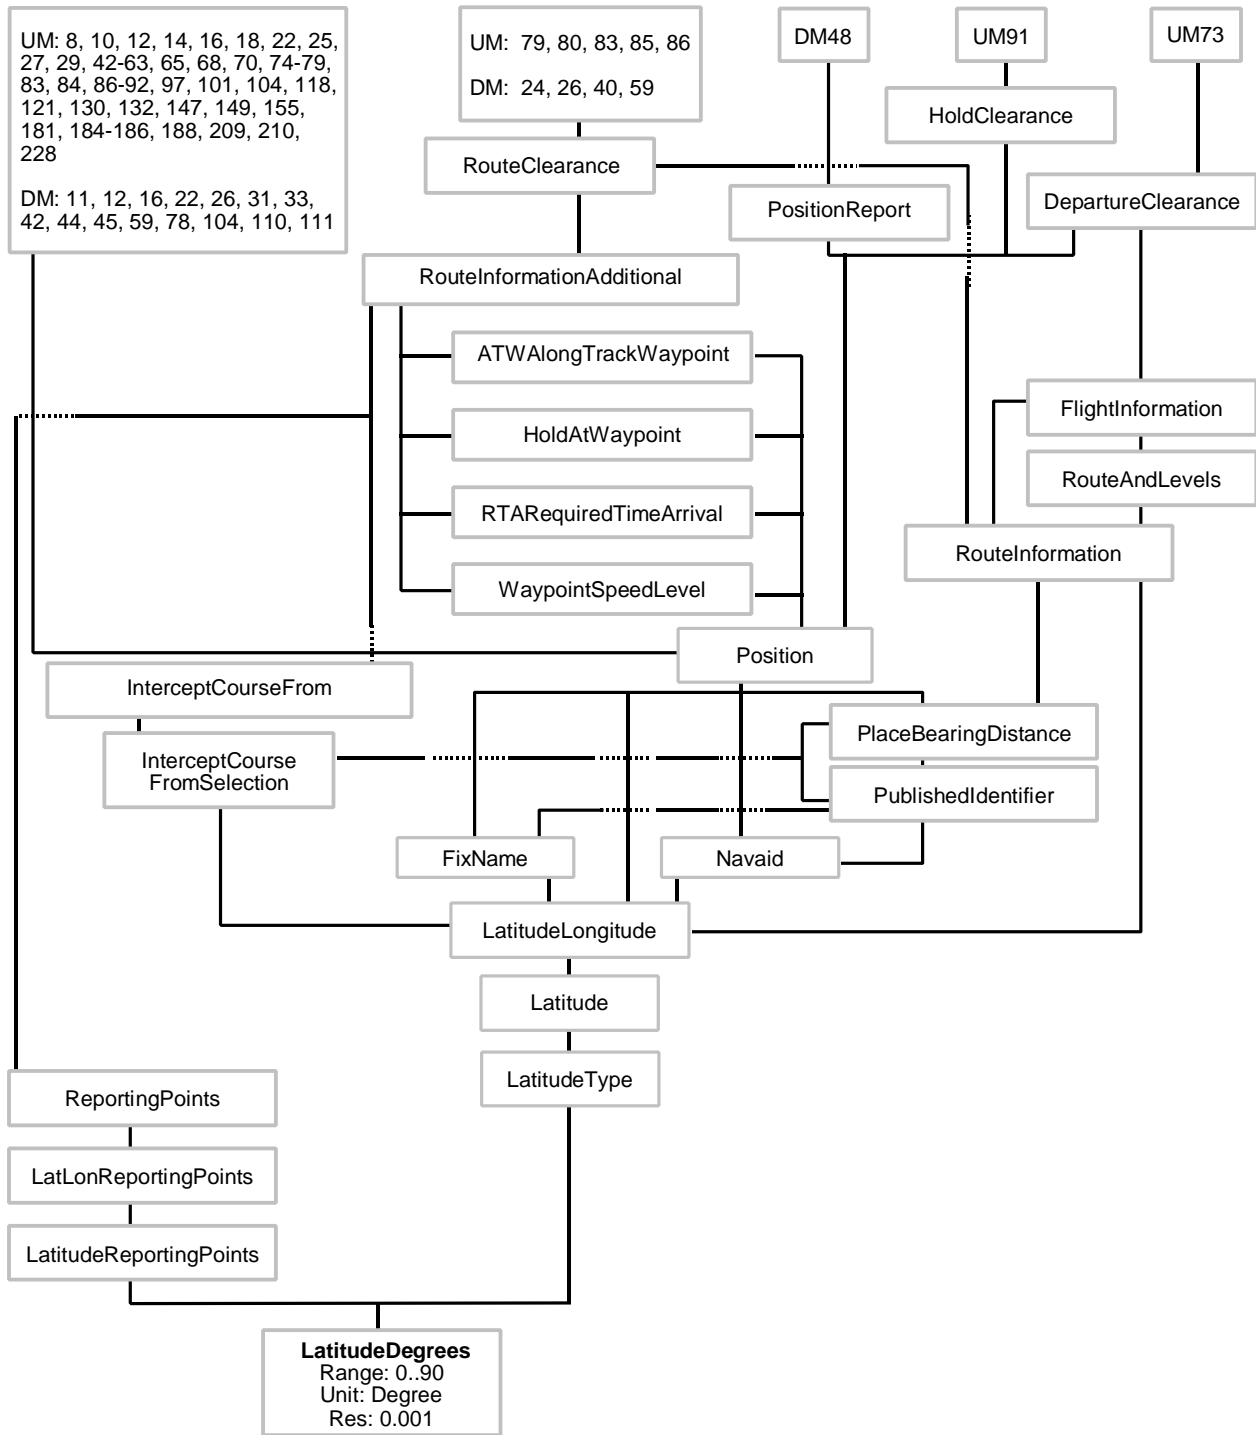 UM: 8, 10, 12, 14, 16, 18, 22, 25,
27, 29, 42-63, 65, 68, 70, 74-79,
83, 84, 86-92, 97, 101, 104, 118,
121, 130, 132, 147, 149, 155,
181, 184-186, 188, 209, 210,
228
DM: 11, 12, 16, 22, 26, 31, 33,
42, 44, 45, 59, 78, 104, 110, 111
UM: 79, 80, 83, 85, 86
DM: 24, 26, 40, 59
DM48
UM91
UM73
HoldClearance
RouteClearance
PositionReport
DepartureClearance
RouteInformationAdditional
ATWAlongTrackWaypoint
FlightInformation
HoldAtWaypoint
RouteAndLevels
RTARequiredTimeArrival
RouteInformation
WaypointSpeedLevel
Position
InterceptCourseFrom
PlaceBearingDistance
InterceptCourse
FromSelection
PublishedIdentifier
FixName
Navaid
LatitudeLongitude
Latitude
LatitudeType
ReportingPoints
LatLonReportingPoints
LatitudeReportingPoints
LatitudeDegrees
Range: 0..90
Unit: Degree
Res: 0.001